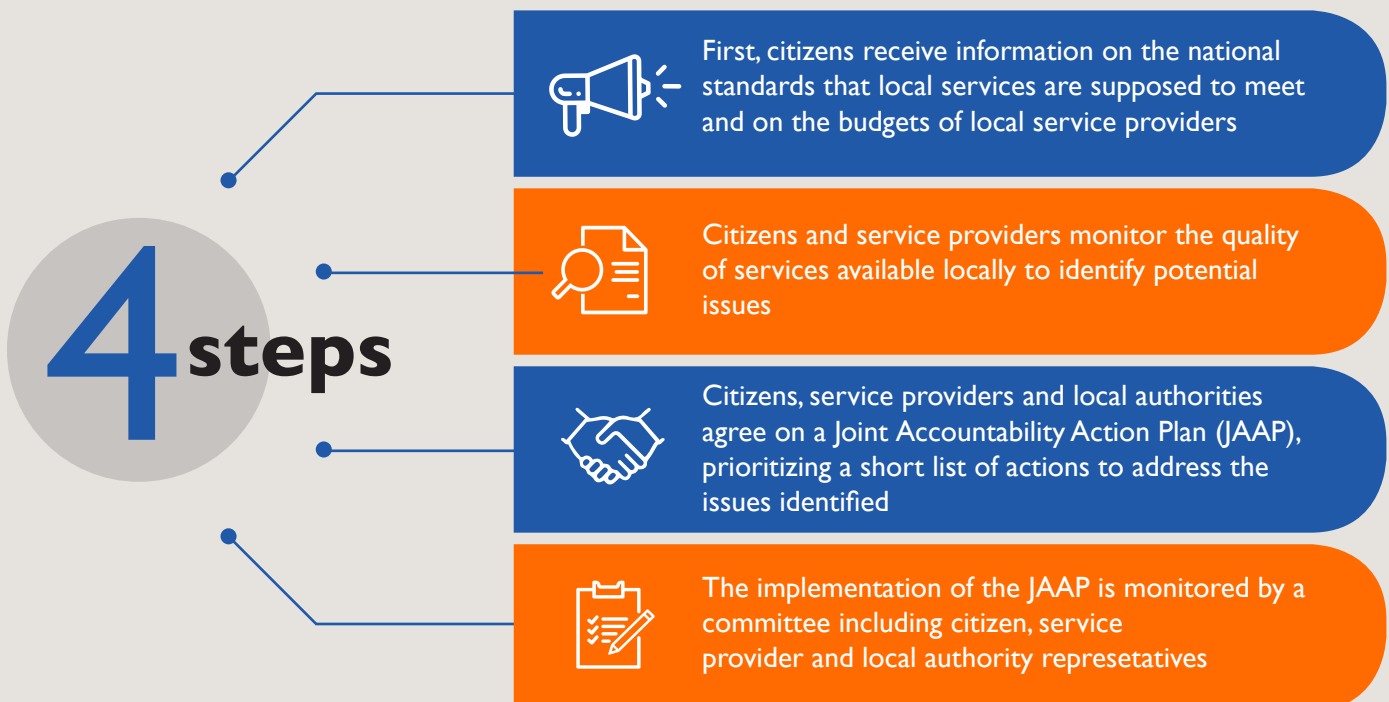 4 steps
First, citizens receive information on the national
standards that local services are supposed to meet
and on the budgets of local service providers
Citizens and service providers monitor the quality
of services available locally to identify potential
issues
Citizens, service providers and local authorities
agree on a Joint Accountability Action Plan (JAAP),
prioritizing a short list of actions to address the
issues identified
The implementation of the JAAP is monitored by a
committee including citizen, service
provider and local authority represetatives